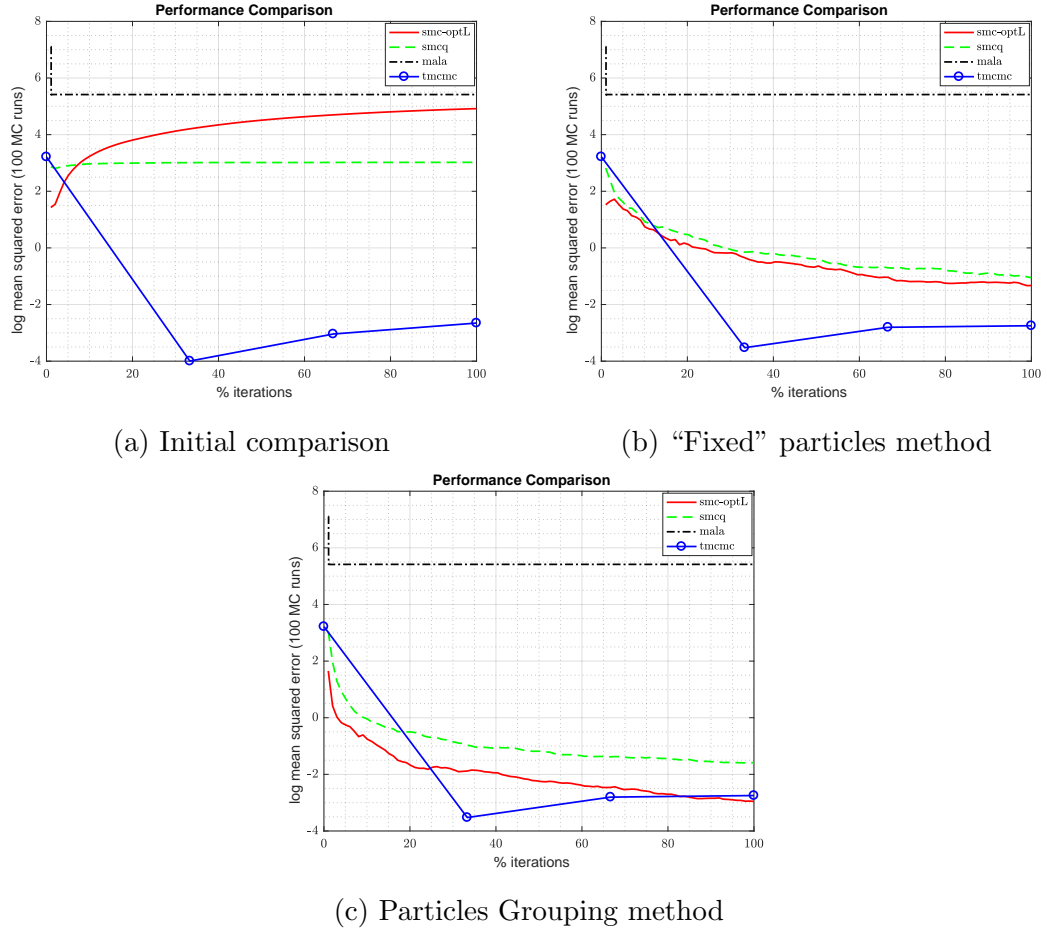 Performance Comparison
8
6
4
2
0
-2
-4
log mean squared error (100 MC runs)
smc-optL
smcq
mala
tmcmc
0 20 40 60 80 100
% iterations
(a) Initial comparison
Performance Comparison
8
6
4
2
0
-2
-4
log mean squared error (100 MC runs)
smc-optL
smcq
mala
tmcmc
0 20 40 60 80 100
% iterations
(b) “Fixed” particles method
Performance Comparison
8
6
4
2
0
-2
-4
log mean squared error (100 MC runs)
smc-optL
smcq
mala
tmcmc
0 20 40 60 80 100
% iterations
(c) Particles Grouping method